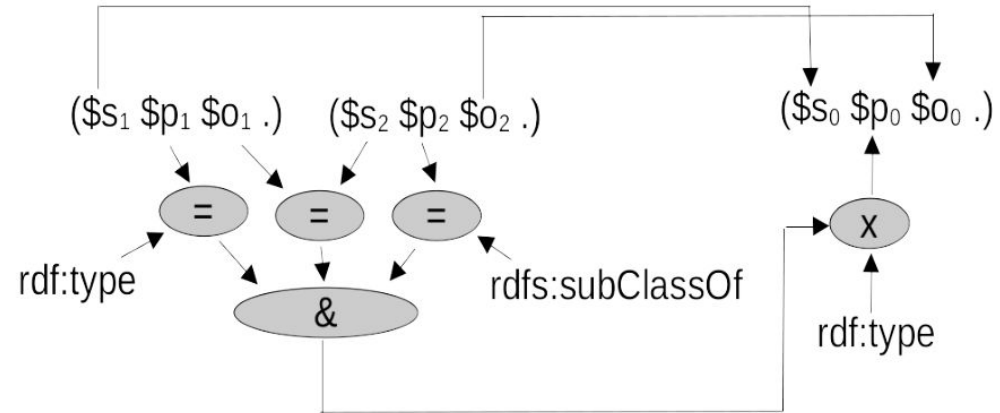 ($s₁ $p₁ $o₁ .) ($s₂ $p₂ $o₂ .) ($s₀ $p₀ $o₀ .)
= = = x
rdf:type rdfs:subClassOf
& rdf:type